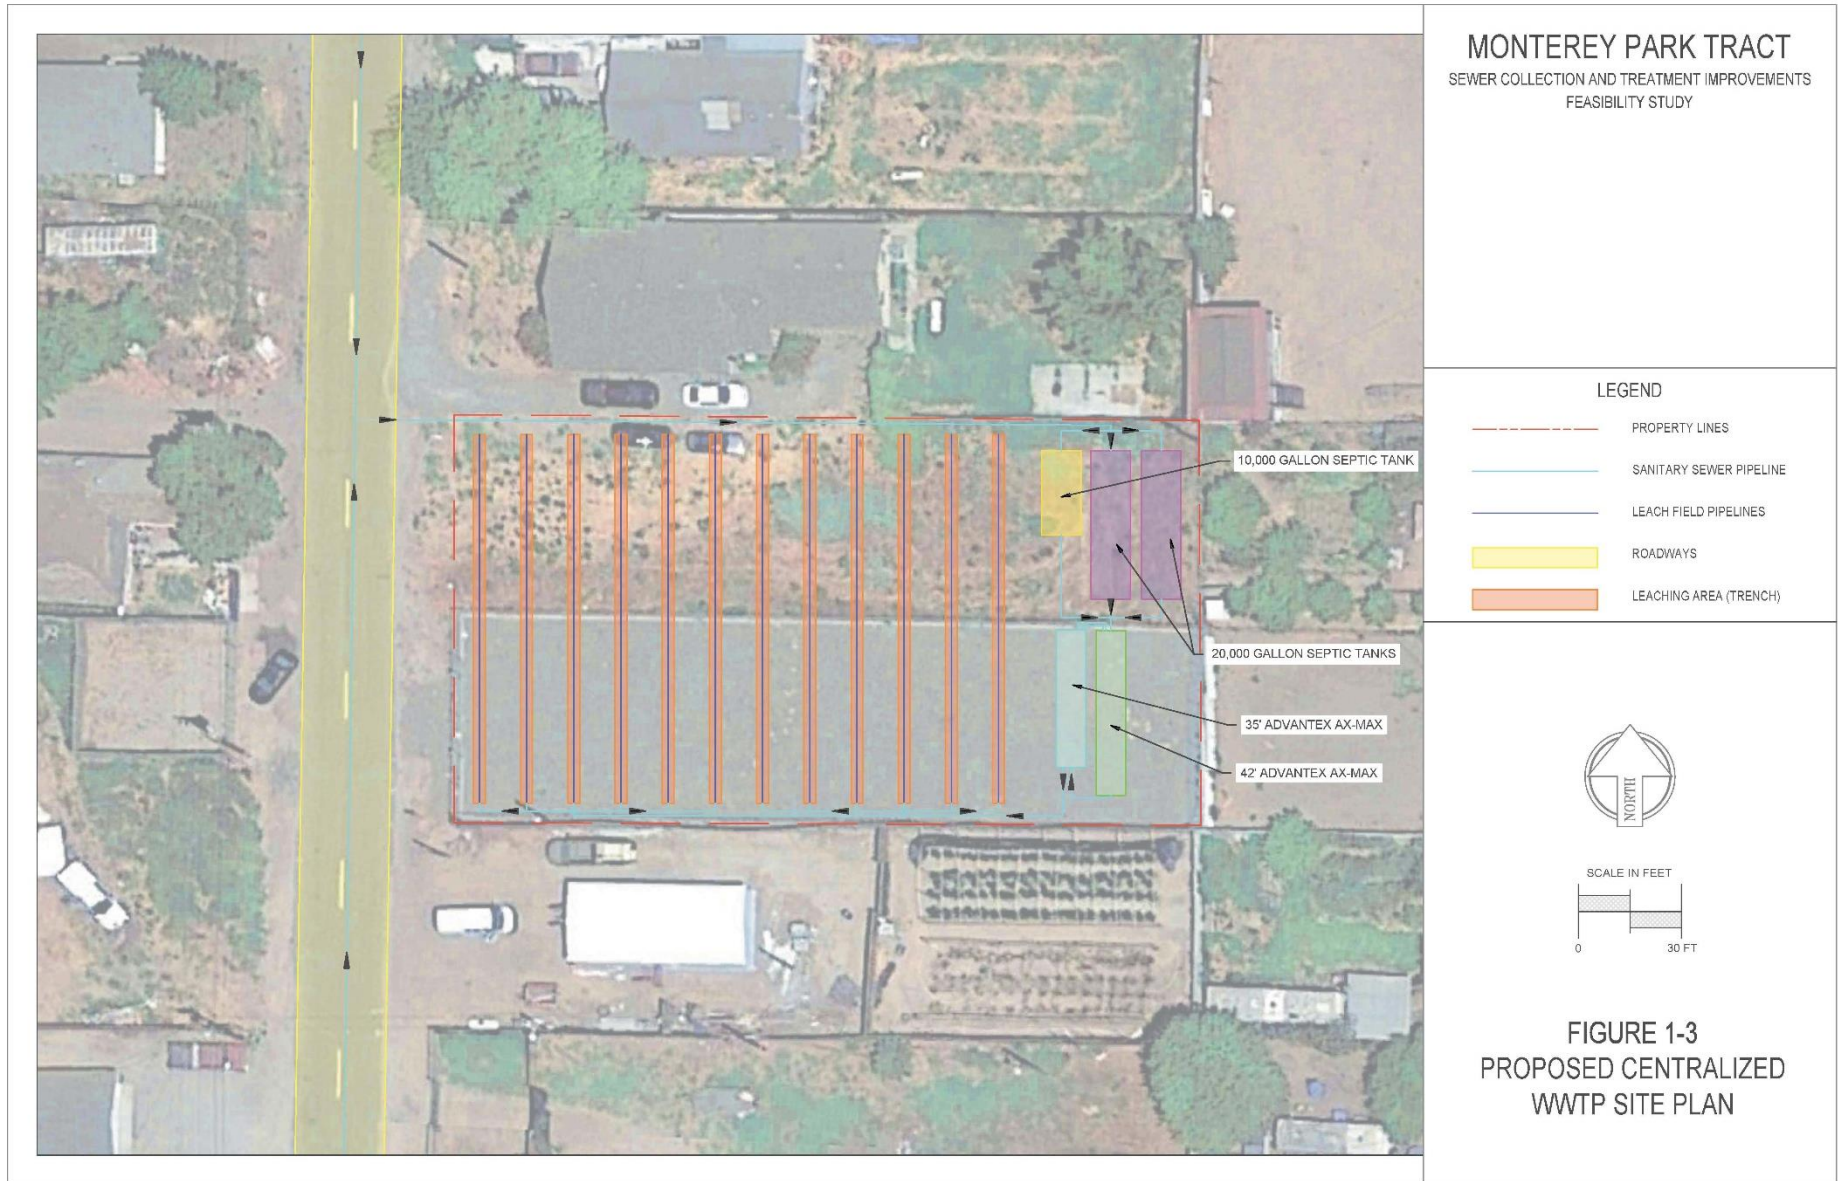 MONTEREY PARK TRACT
SEWER COLLECTION AND TREATMENT IMPROVEMENTS
FEASIBILITY STUDY
LEGEND
PROPERTY LINES
SANITARY SEWER PIPELINE
LEACH FIELD PIPELINES
ROADWAYS
LEACHING AREA (TRENCH)
10,000 GALLON SEPTIC TANK
20,000 GALLON SEPTIC TANKS
35' ADVANTEX AX-MAX
42' ADVANTEX AX-MAX
NORTH
SCALE IN FEET
0 30 FT
FIGURE 1-3
PROPOSED CENTRALIZED
WWTP SITE PLAN